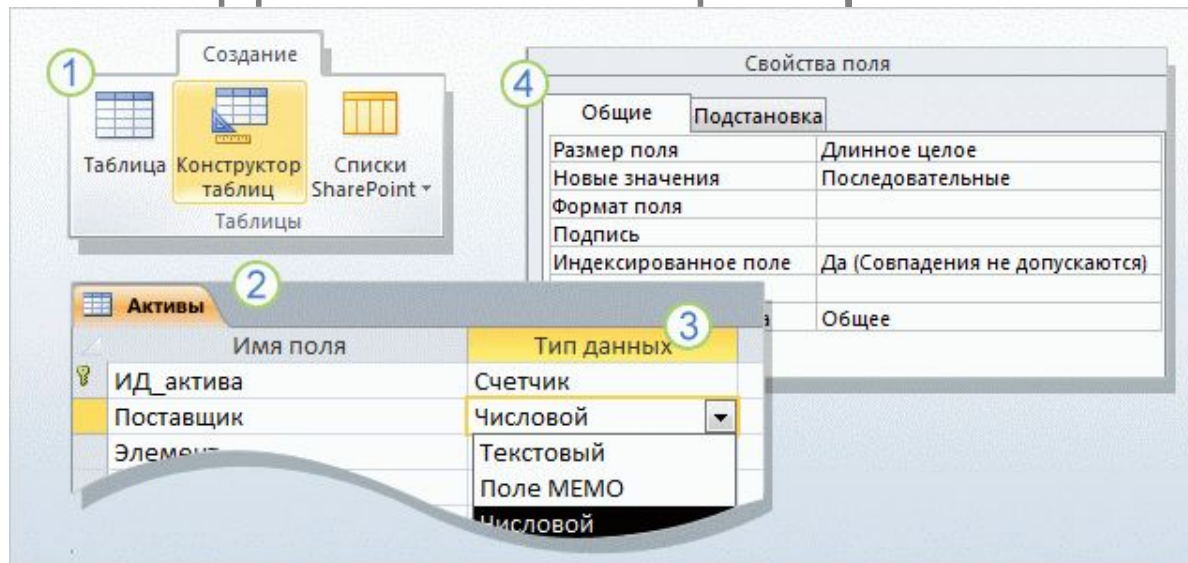 1
Создание
Таблица
Конструктор таблиц
Списки SharePoint
Таблицы
4
Свойства поля
Общие Подстановка
Размер поля Длинное целое
Новые значения Последовательные
Формат поля
Подпись
Индексированное поле Да (Совпадения не допускаются)
а Общее
2
Активы
3
Имя поля Тип данных
ИД_актива Счетчик
Поставщик Числовой
Элемент
Текстовый
Поле МЕМО
Числовой